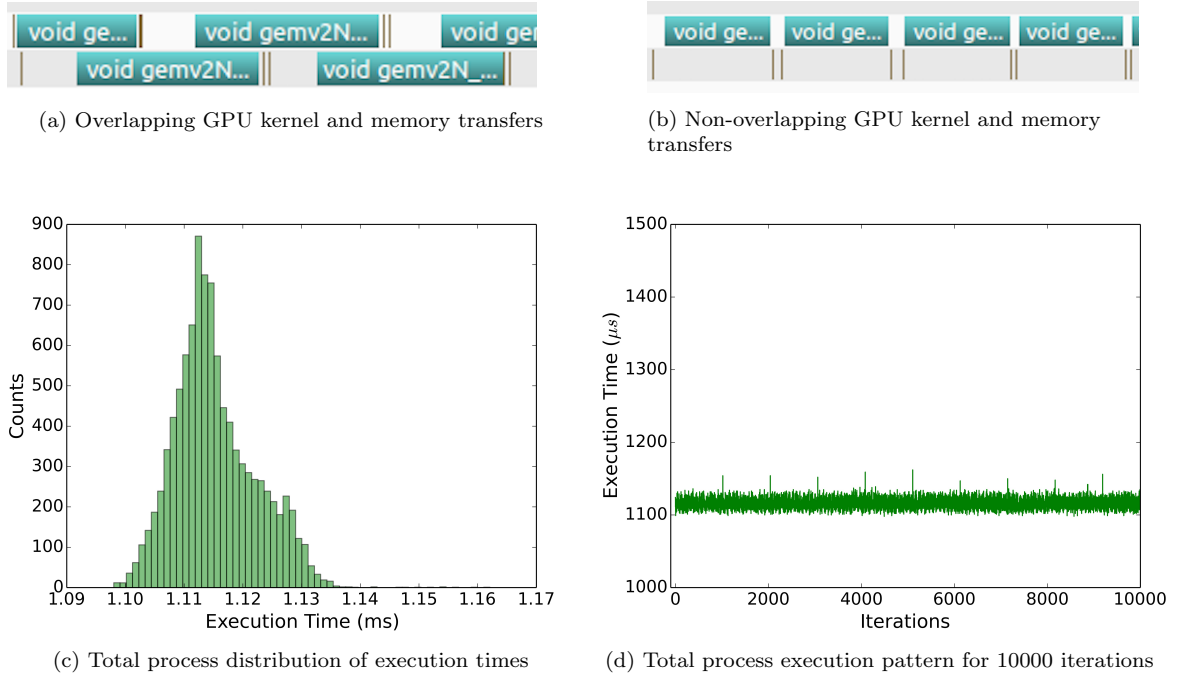 void ge...
void gemv2N...
void ge
void gemv2N...
void gemv2N_...
(a) Overlapping GPU kernel and memory transfers
void ge...
void ge...
void ge...
void ge...
(b) Non-overlapping GPU kernel and memory
transfers
900
800
700
600
500
400
300
200
100
0
Counts
1.09
1.10
1.11
1.12
1.13
1.14
1.15
1.16
1.17
Execution Time (ms)
(c) Total process distribution of execution times
1500
1400
1300
1200
1100
1000
Execution Time (μs)
0
2000
4000
6000
8000
10000
Iterations
(d) Total process execution pattern for 10000 iterations